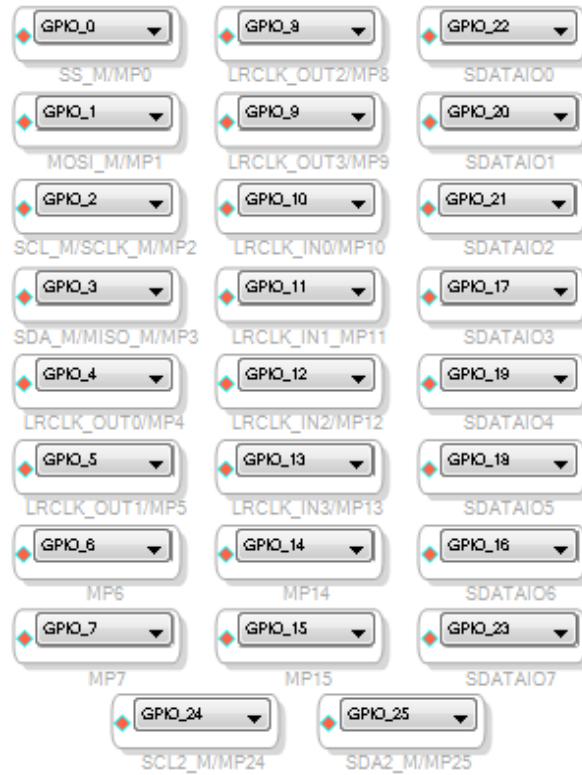 GPIO_0
GPIO_8
GPIO_22
SS_M/MP0
LRCLK_OUT2/MP8
SDATAIO0
GPIO_1
GPIO_9
GPIO_20
MOSI_M/MP1
LRCLK_OUT3/MP9
SDATAIO1
GPIO_2
GPIO_10
GPIO_21
SCL_M/SCLK_M/MP2
LRCLK_IN0/MP10
SDATAIO2
GPIO_3
GPIO_11
GPIO_17
SDA_M/MISO_M/MP3
LRCLK_IN1_MP11
SDATAIO3
GPIO_4
GPIO_12
GPIO_19
LRCLK_OUT0/MP4
LRCLK_IN2/MP12
SDATAIO4
GPIO_5
GPIO_13
GPIO_18
LRCLK_OUT1/MP5
LRCLK_IN3/MP13
SDATAIO5
GPIO_6
GPIO_14
GPIO_16
MP6
MP14
SDATAIO6
GPIO_7
GPIO_15
GPIO_23
MP7
MP15
SDATAIO7
GPIO_24
GPIO_25
SCL2_M/MP24
SDA2_M/MP25